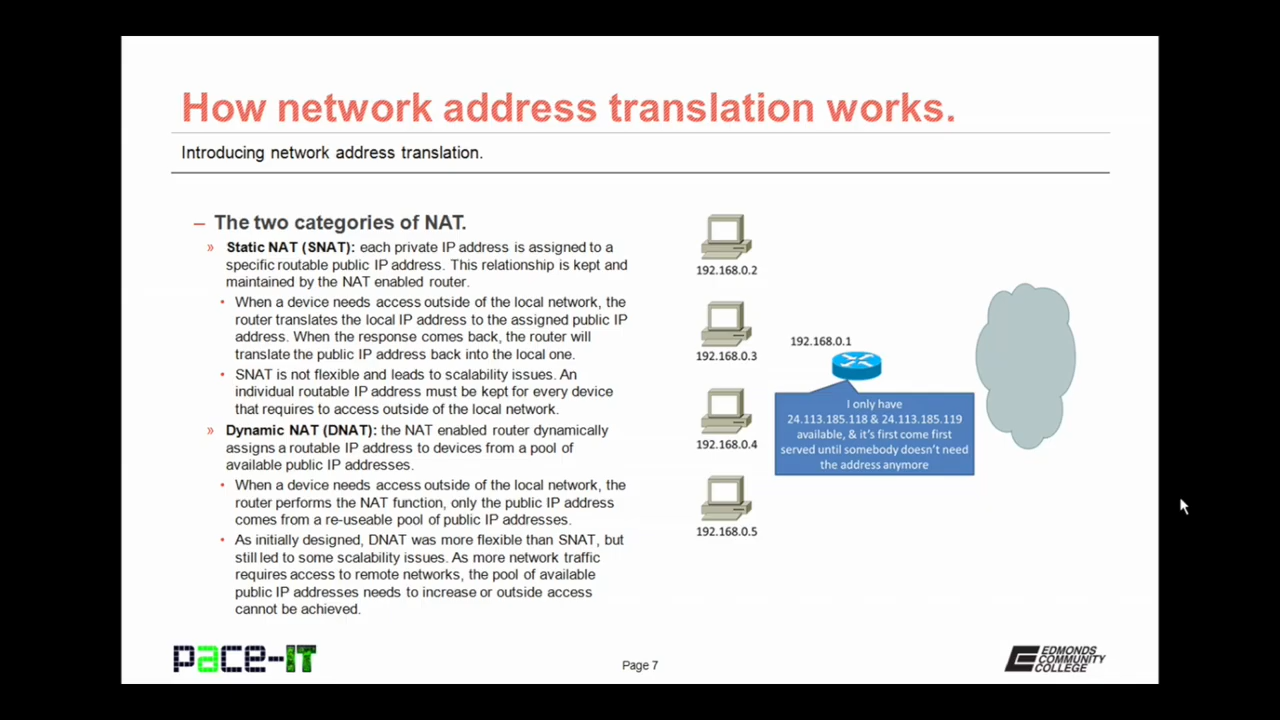 How network address translation works.
Introducing network address translation.
– The two categories of NAT.
» Static NAT (SNAT): each private IP address is assigned to a
specific routable public IP address. This relationship is kept and
maintained by the NAT enabled router.
• When a device needs access outside of the local network, the
router translates the local IP address to the assigned public IP
address. When the response comes back, the router will
translate the public IP address back into the local one.
• SNAT is not flexible and leads to scalability issues. An
individual routable IP address must be kept for every device
that requires to access outside of the local network.
» Dynamic NAT (DNAT): the NAT enabled router dynamically
assigns a routable IP address to devices from a pool of
available public IP addresses.
• When a device needs access outside of the local network, the
router performs the NAT function, only the public IP address
comes from a re-useable pool of public IP addresses.
• As initially designed, DNAT was more flexible than SNAT, but
still led to some scalability issues. As more network traffic
requires access to remote networks, the pool of available
public IP addresses needs to increase or outside access
cannot be achieved.
192.168.0.2
192.168.0.3
192.168.0.4
192.168.0.5
192.168.0.1
I only have
24.113.185.118 & 24.113.185.119
available, & it's first come first
served until somebody doesn't need
the address anymore
pace-IT
Page 7
EDMONDS
COMMUNITY
COLLEGE